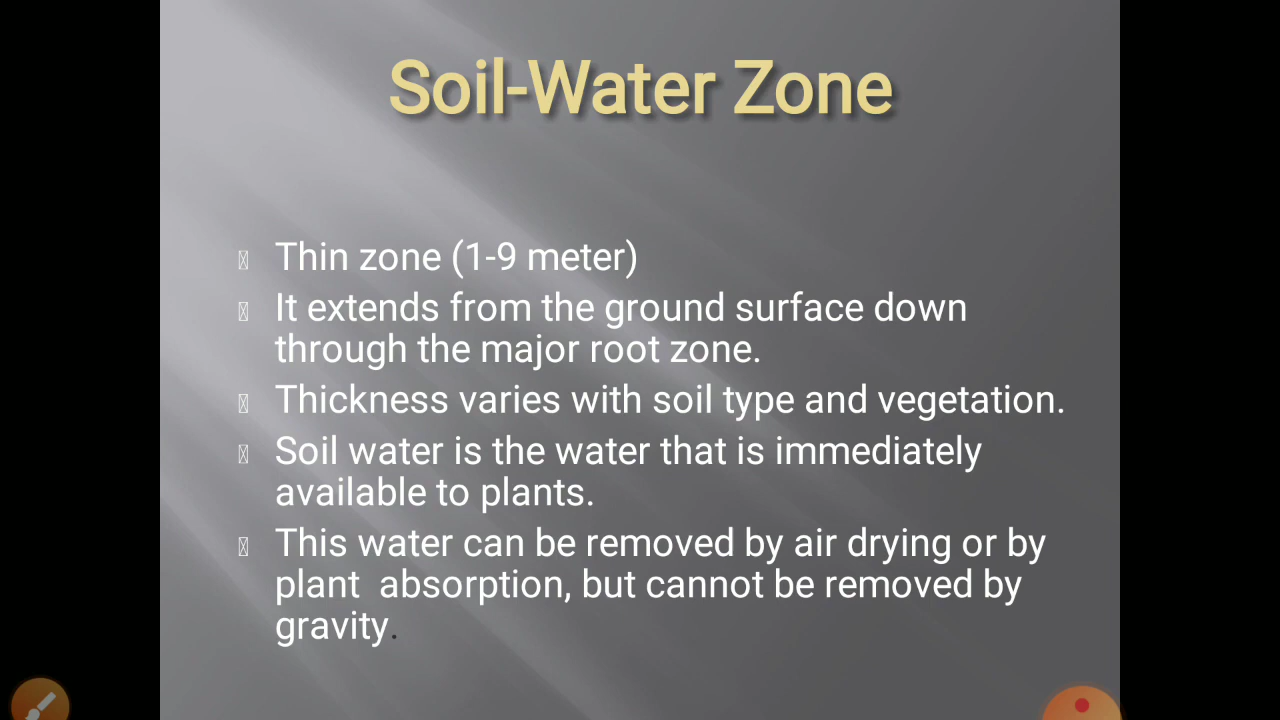 Soil-Water Zone
Thin zone (1-9 meter)
It extends from the ground surface down
through the major root zone.
Thickness varies with soil type and vegetation.
Soil water is the water that is immediately
available to plants.
This water can be removed by air drying or by
plant  absorption, but cannot be removed by
gravity.